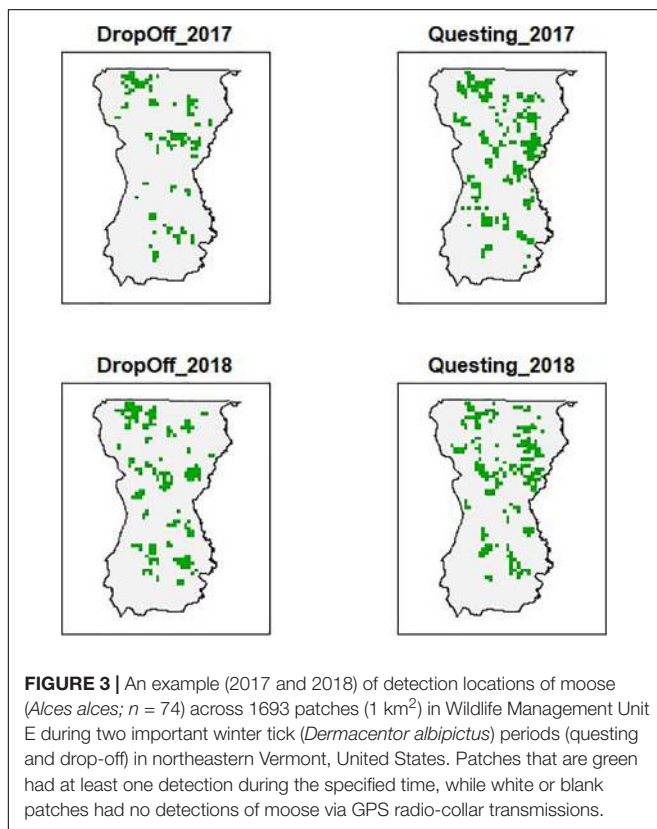 DropOff_2017
Questing_2017
DropOff_2018
Questing_2018
FIGURE 3 | An example (2017 and 2018) of detection locations of moose
(Alces alces; n = 74) across 1693 patches (1 km²) in Wildlife Management Unit
E during two important winter tick (Dermacentor albipictus) periods (questing
and drop-off) in northeastern Vermont, United States. Patches that are green
had at least one detection during the specified time, while white or blank
patches had no detections of moose via GPS radio-collar transmissions.